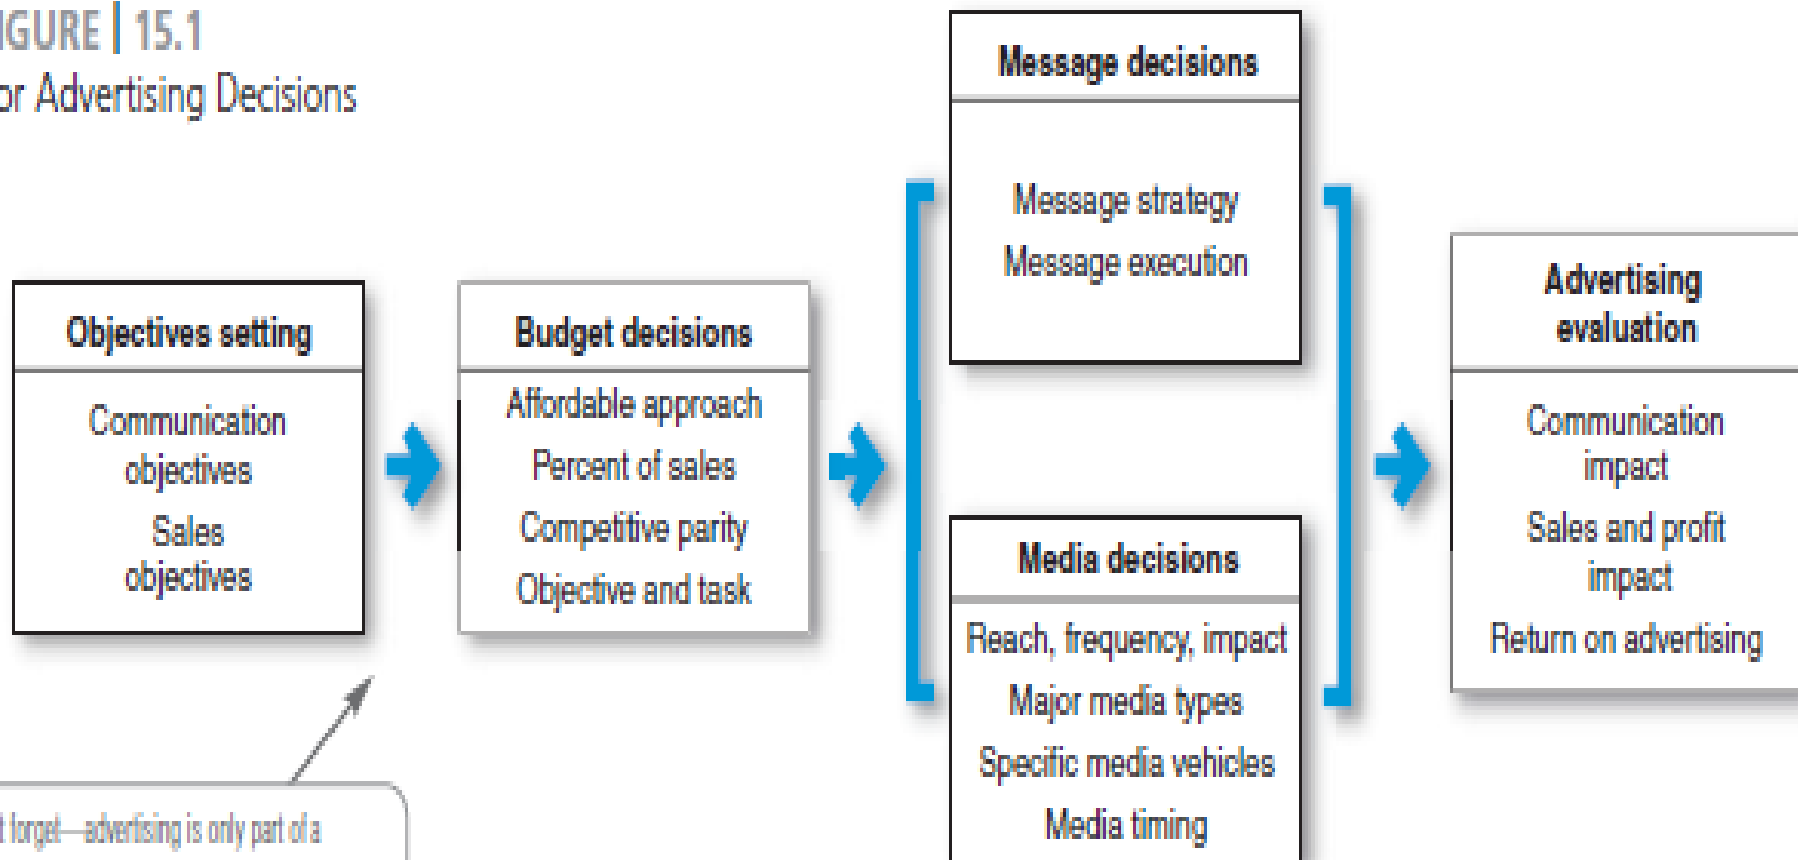 IGURE | 15.1
or Advertising Decisions
Message decisions
Message strategy
Message execution
Objectives setting
Communication
objectives
Sales
objectives
Budget decisions
Affordable approach
Percent of sales
Competitive parity
Objective and task
Media decisions
Reach, frequency, impact
Major media types
Specific media vehicles
Media timing
Advertising
evaluation
Communication
impact
Sales and profit
impact
Return on advertising
t forget—advertising is only part of a